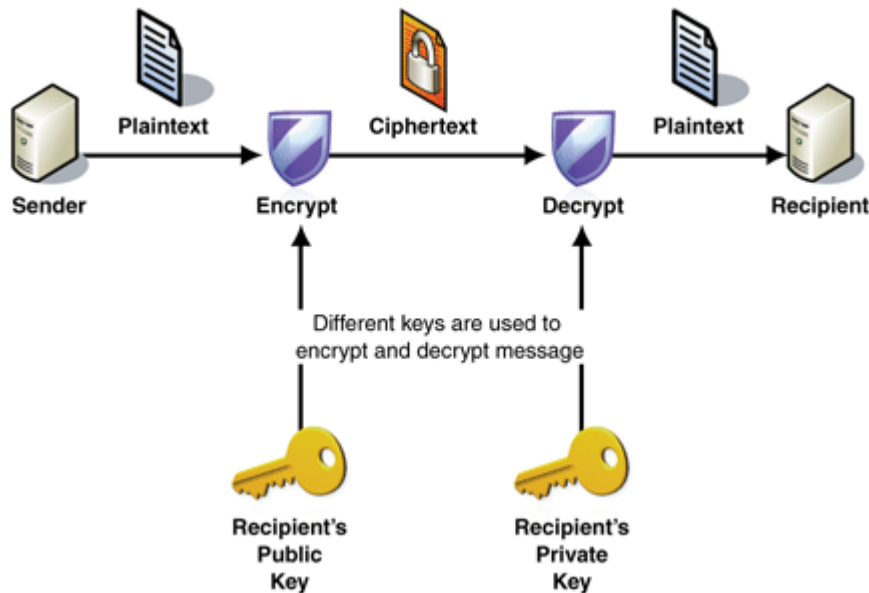 Plaintext
Ciphertext
Plaintext
Sender
Encrypt
Decrypt
Recipient
Different keys are used to
encrypt and decrypt message
Recipient's
Public
Key
Recipient's
Private
Key